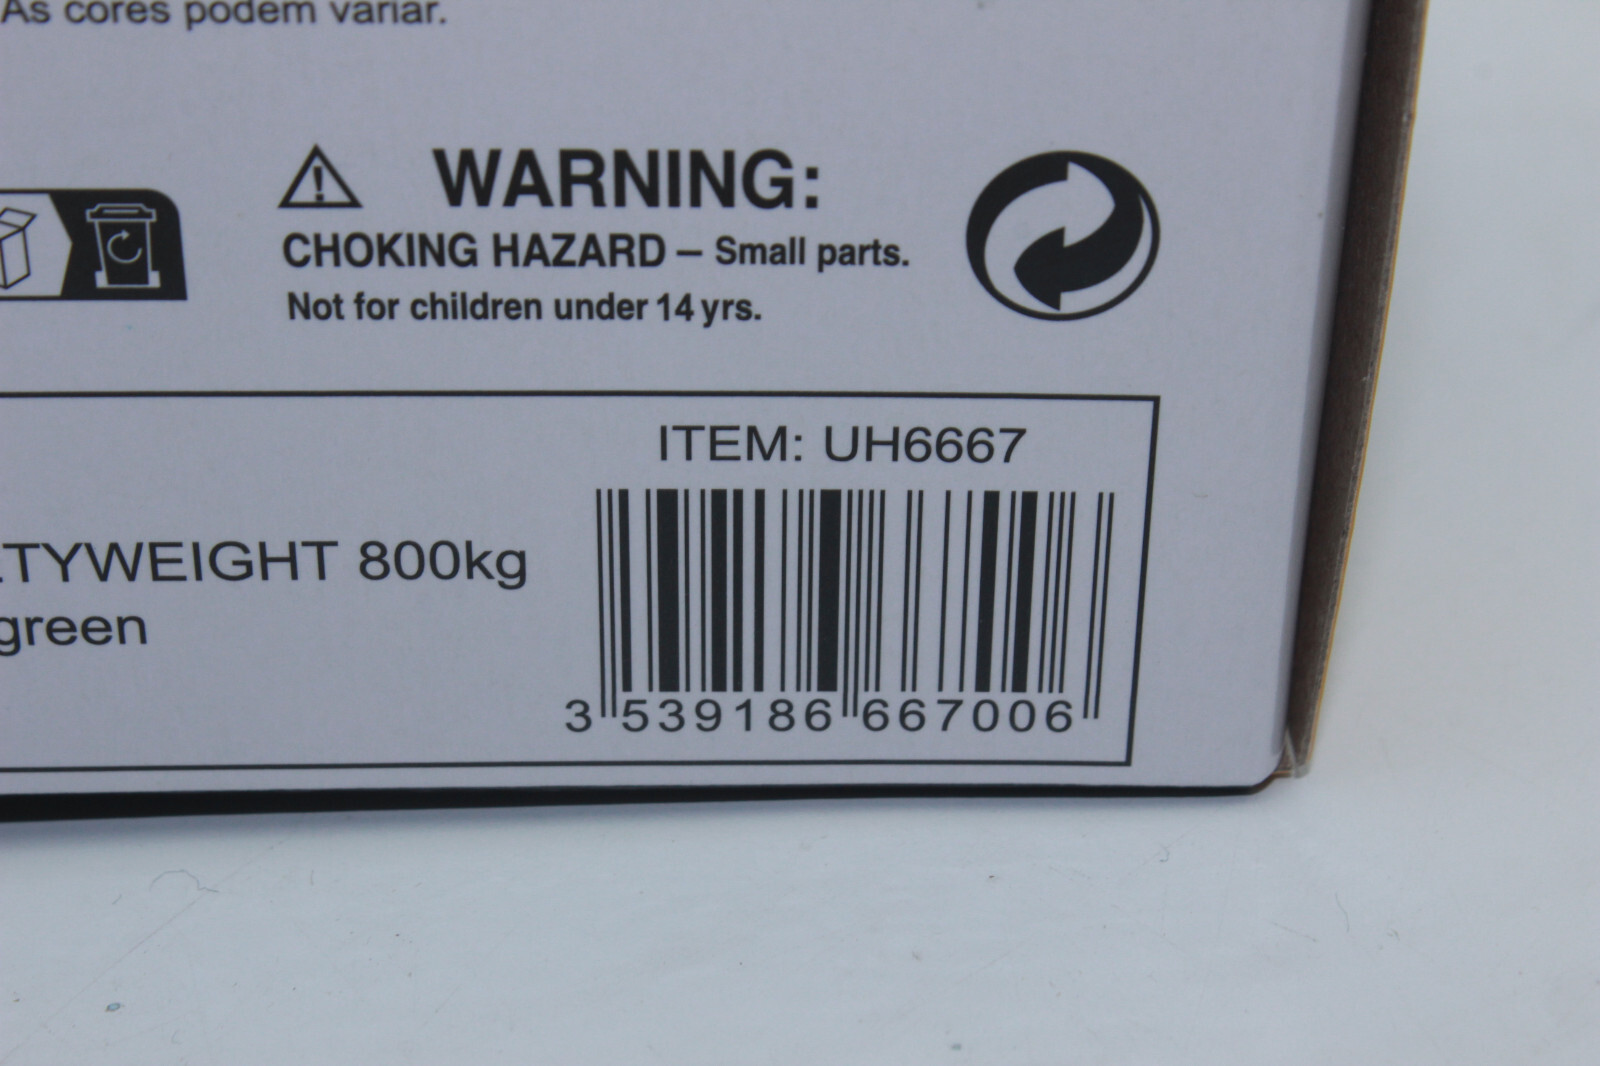 As cores podem variar.
WARNING:
CHOKING HAZARD – Small parts.
Not for children under 14 yrs.
ITEM: UH6667
TYWEIGHT 800kg
green
3 539186 667006